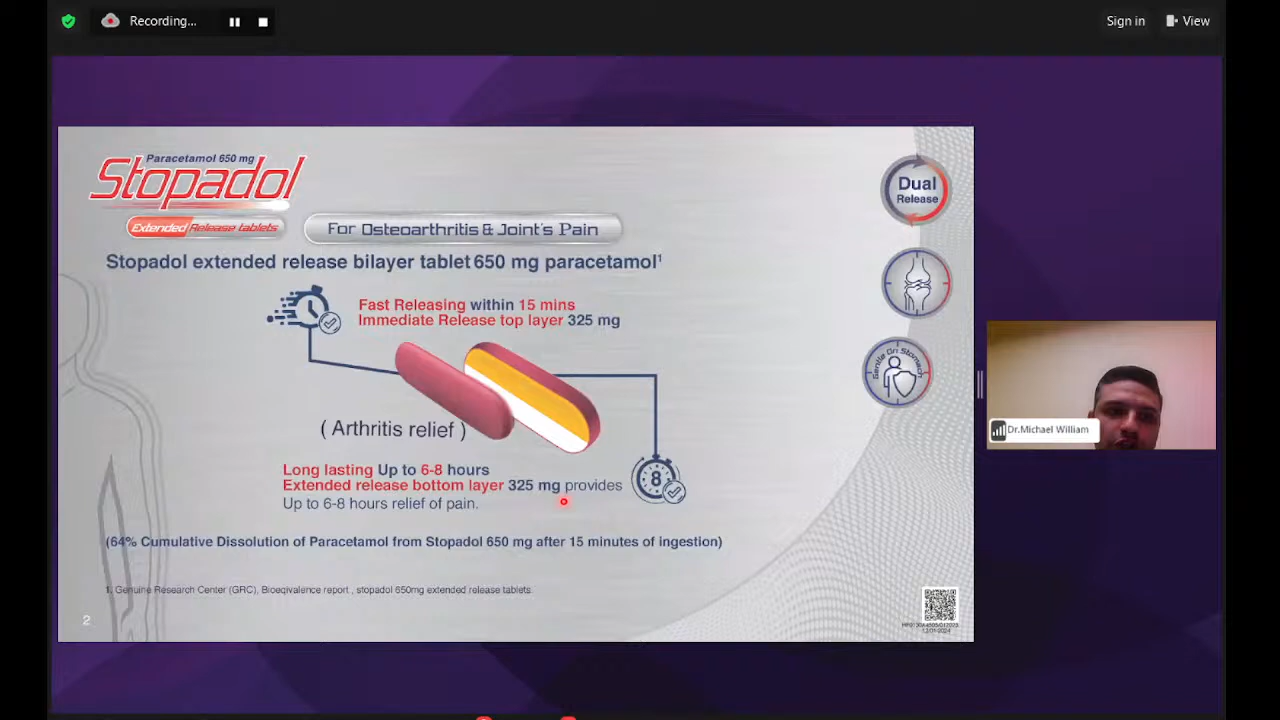 Recording...
Sign in
View
Paracetamol 650 mg
Stopadol
Extended Release tablets
For Osteoarthritis & Joint's Pain
Dual
Release
Stopadol extended release bilayer tablet 650 mg paracetamol1
Fast Releasing within 15 mins
Immediate Release top layer 325 mg
Gentle On Stomach
( Arthritis relief )
Dr.Michael William
Long lasting Up to 6-8 hours
Extended release bottom layer 325 mg provides
Up to 6-8 hours relief of pain.
8
(64% Cumulative Dissolution of Paracetamol from Stopadol 650 mg after 15 minutes of ingestion)
1. Genuine Research Center (GRC), Bioeqivalence report , stopadol 650mg extended release tablets.
2